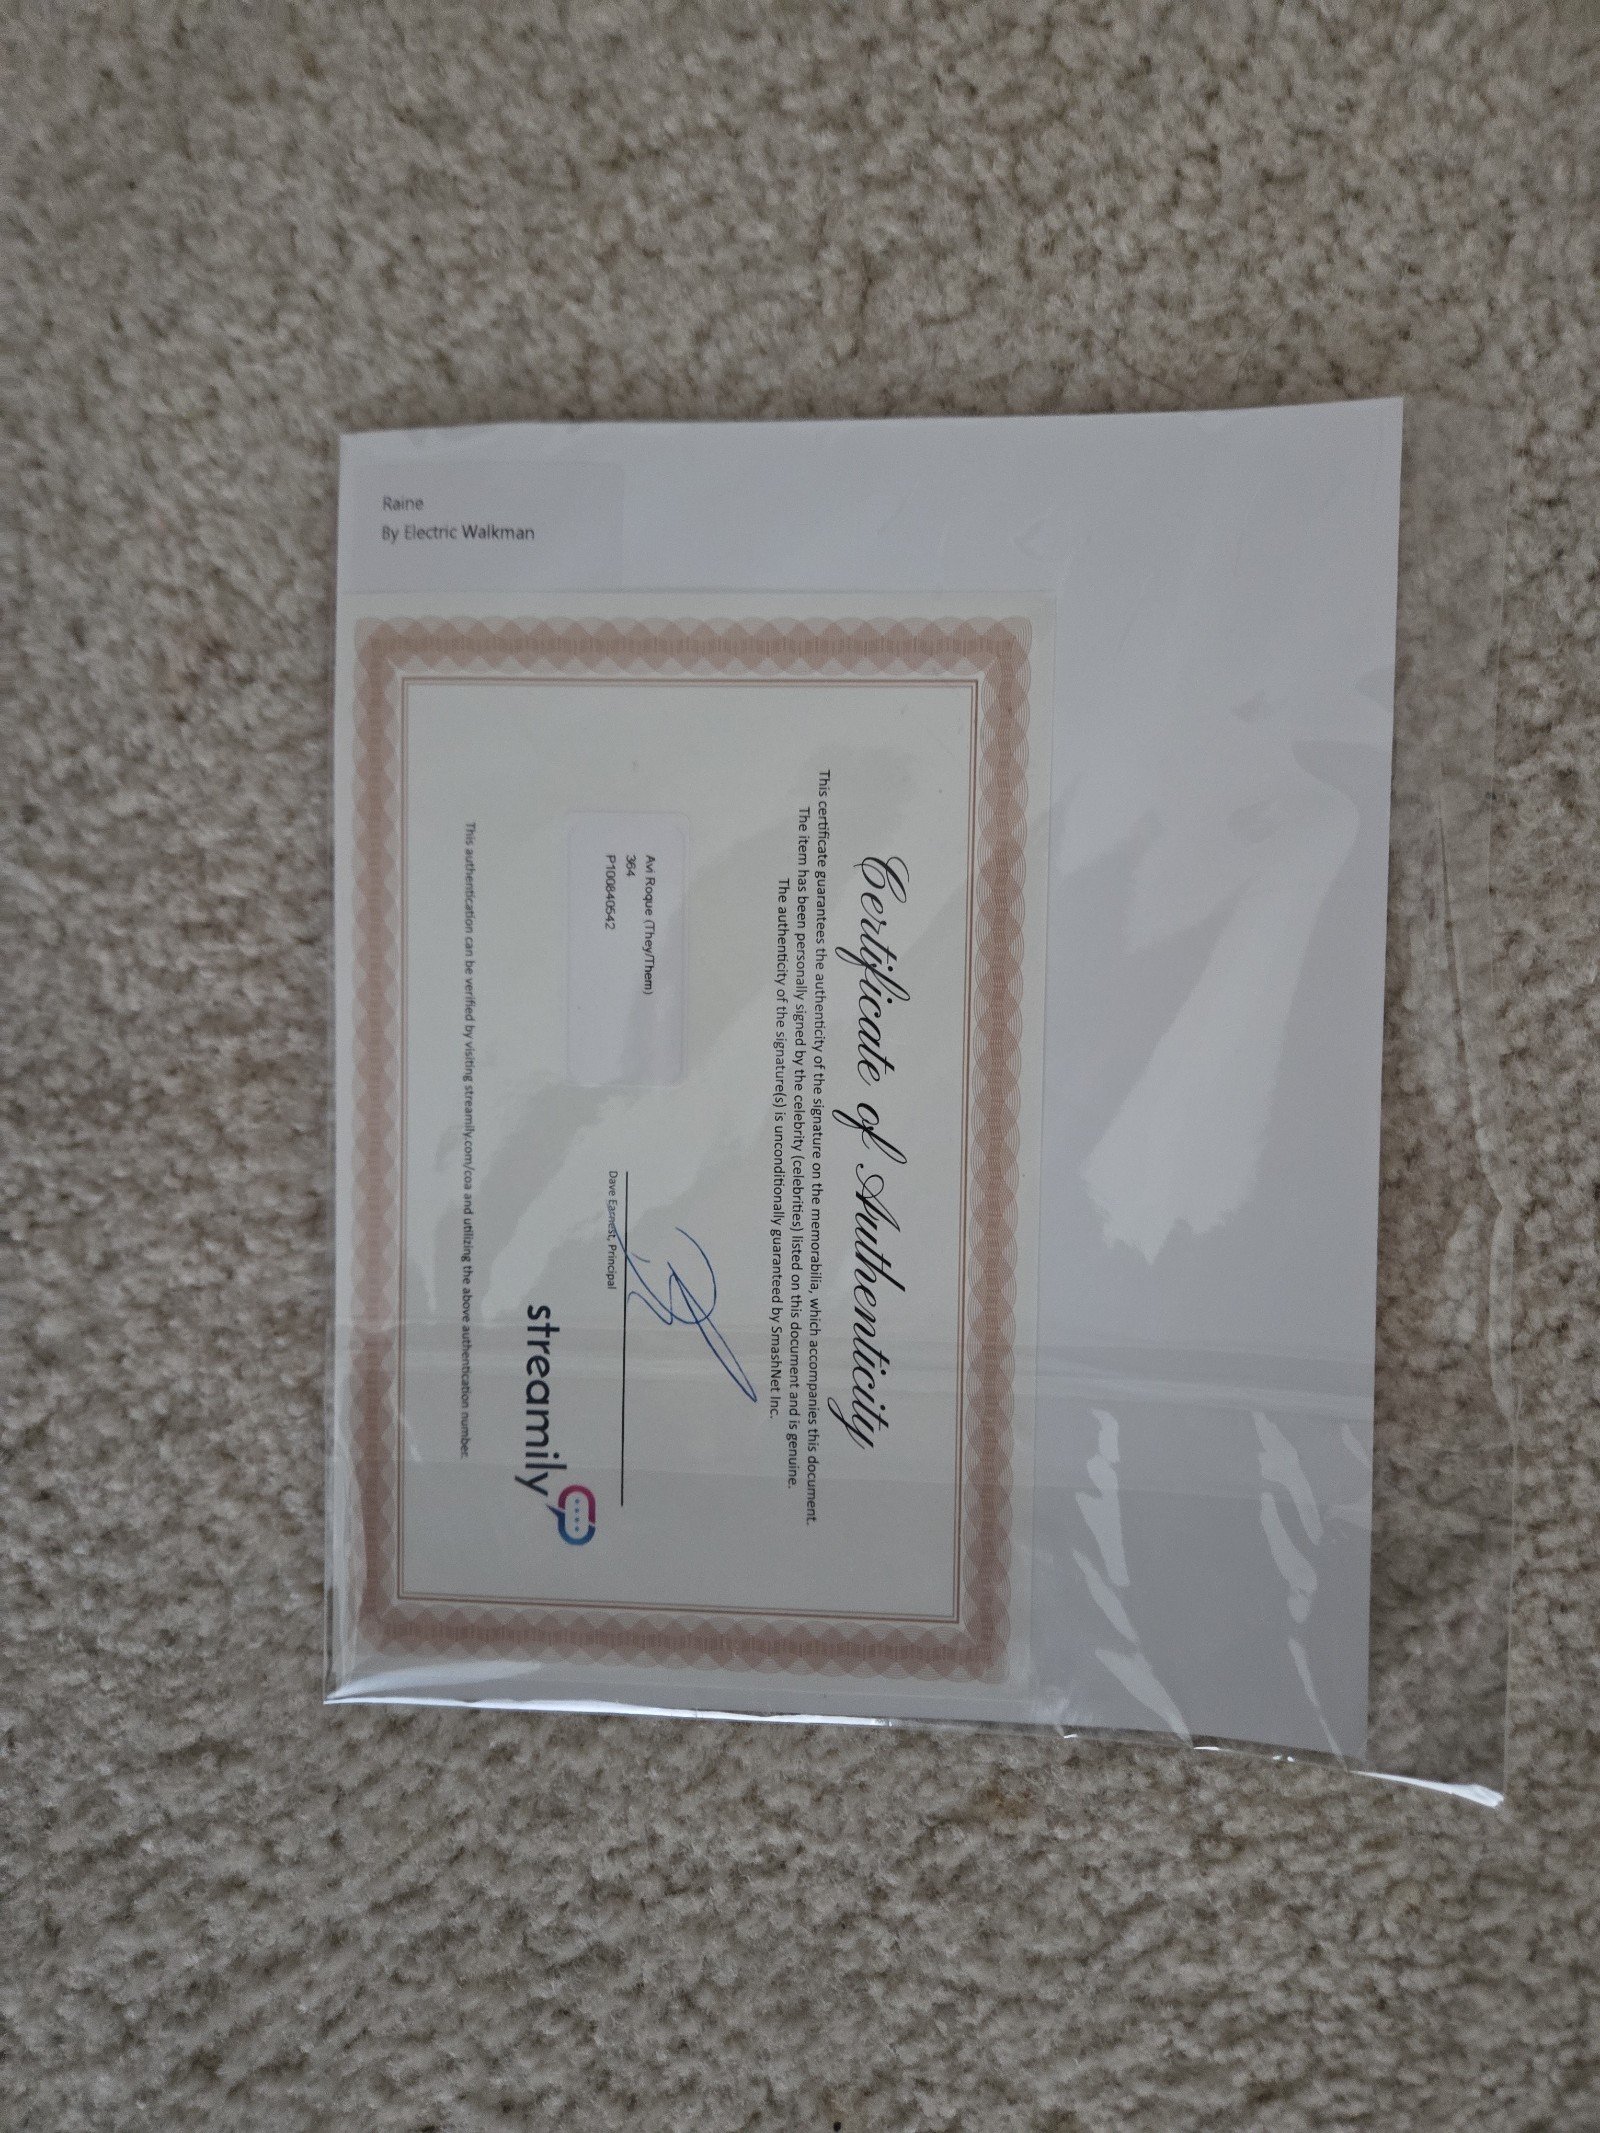 Raine
By Electric Walkman
Certificate of Authenticity
This certificate guarantees the authenticity of the signature on the memorabilia, which accompanies this document.
The item has been personally signed by the celebrity (celebrities) listed on this document and is genuine.
The authenticity of the signature(s) is unconditionally guaranteed by SmashNet Inc.
Avi Roque (They/Them)
364
P100840542
Dave Earnest, Principal
streamily
This authentication can be verified by visiting streamily.com/coa and utilizing the above authentication number.